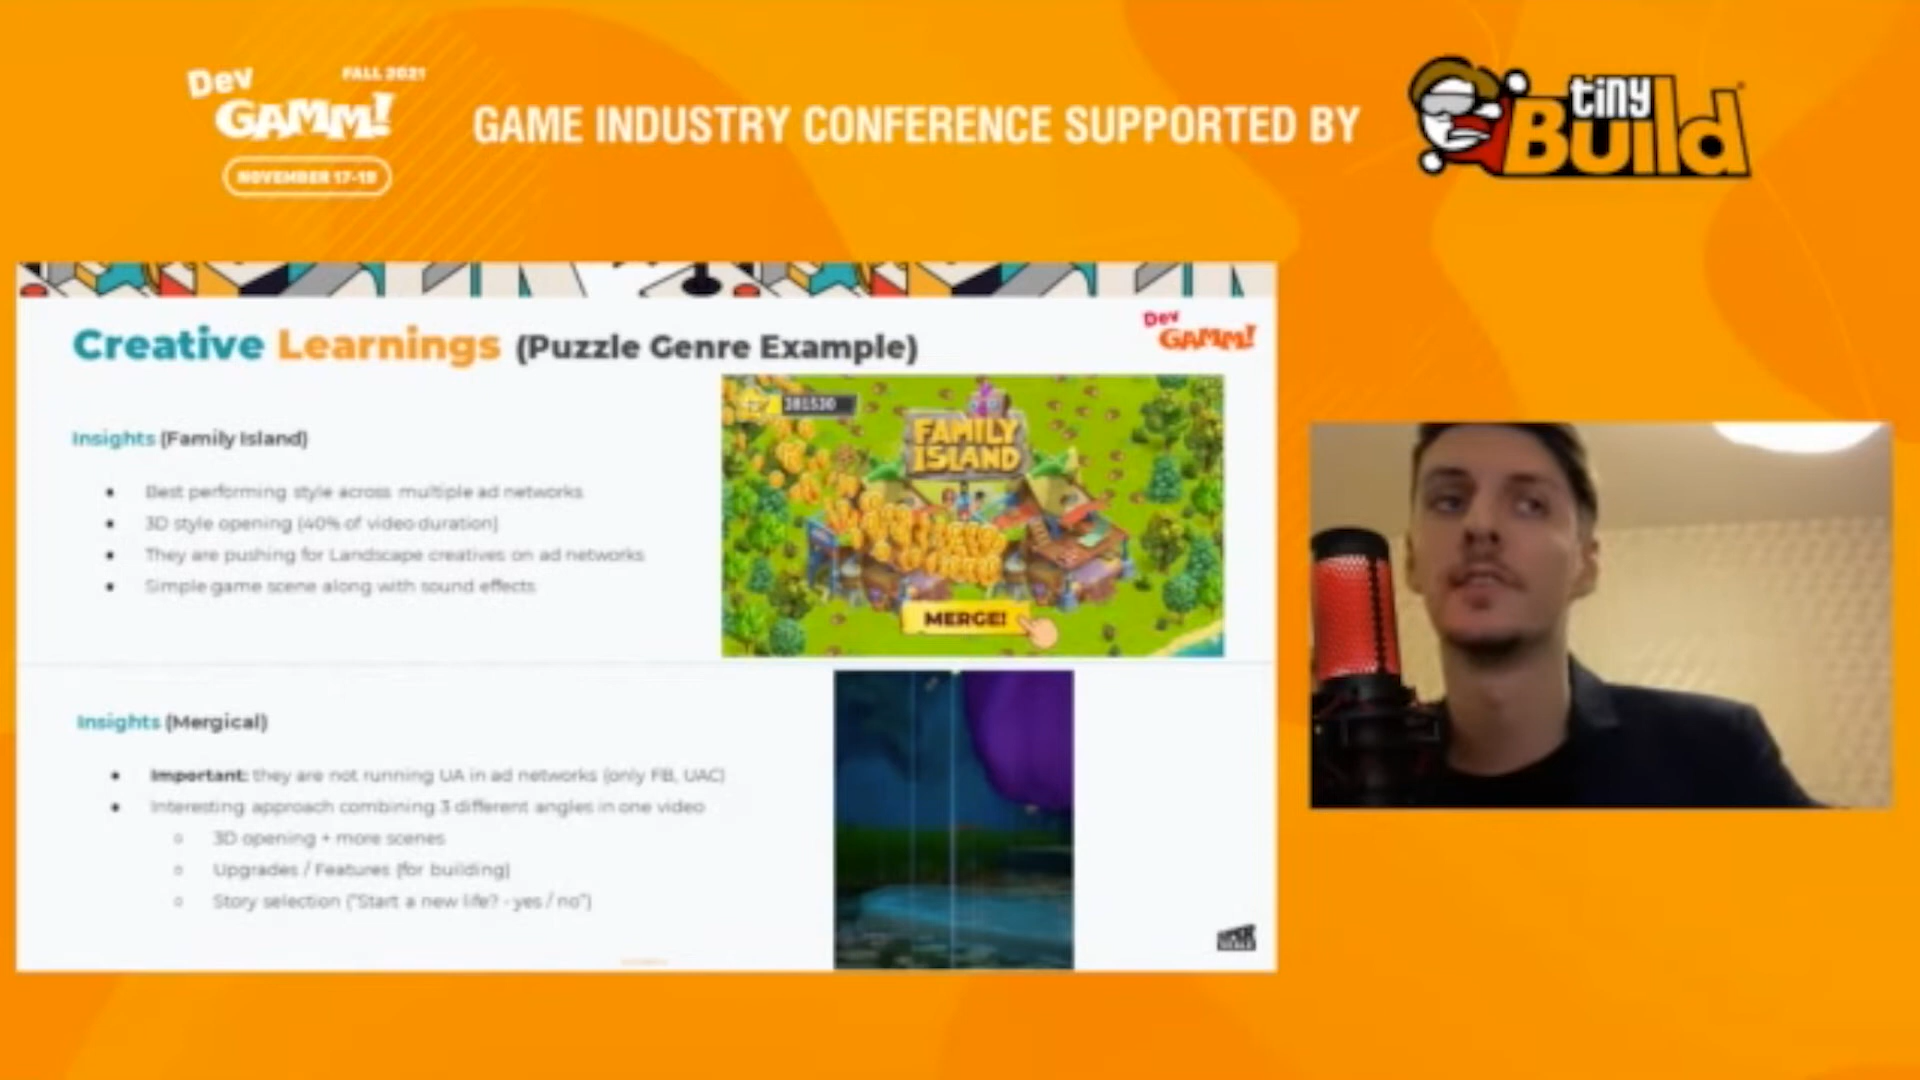 Dev
GAMM!
FALL 2021
NOVEMBER 17-19
GAME INDUSTRY CONFERENCE SUPPORTED BY
tiny
Build
Creative Learnings (Puzzle Genre Example)
Dev
GAMM!
Insights (Family Island)
● Best performing style across multiple ad networks
● 3D style opening (40% of video duration)
● They are pushing for Landscape creatives on ad networks
● Simple game scene along with sound effects
381530
FAMILY
ISLAND
MERGE!
Insights (Mergical)
● Important: they are not running UA in ad networks (only FB, UAC)
● Interesting approach combining 3 different angles in one video
○ 3D opening + more scenes
○ Upgrades / Features (for building)
○ Story selection ("Start a new life? - yes / no")
SUPER
SCALE